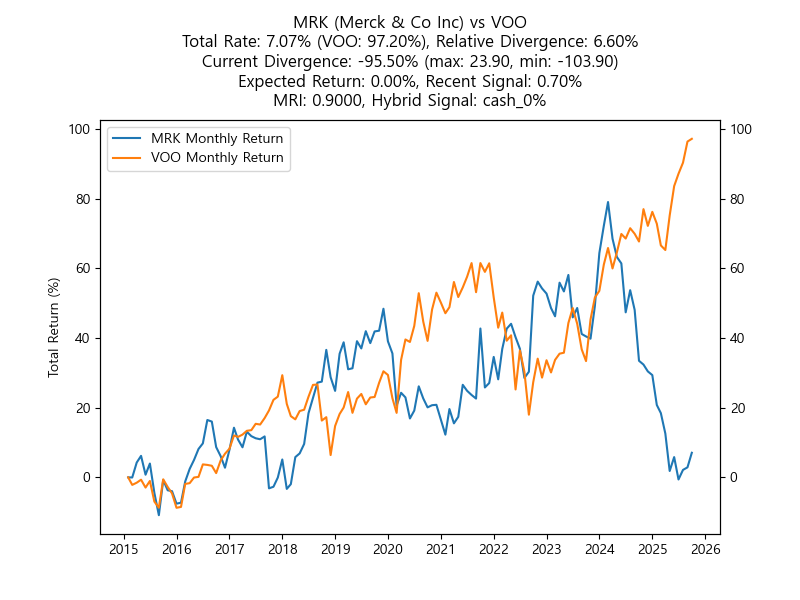 MRK (Merck & Co Inc) vs VOO
Total Rate: 7.07% (VOO: 97.20%), Relative Divergence: 6.60%
Current Divergence: -95.50% (max: 23.90, min: -103.90)
Expected Return: 0.00%, Recent Signal: 0.70%
MRI: 0.9000, Hybrid Signal: cash_0%
MRK Monthly Return
VOO Monthly Return
Total Return (%)
100
80
60
40
20
0
100
80
60
40
20
0
2015 2016 2017 2018 2019 2020 2021 2022 2023 2024 2025 2026